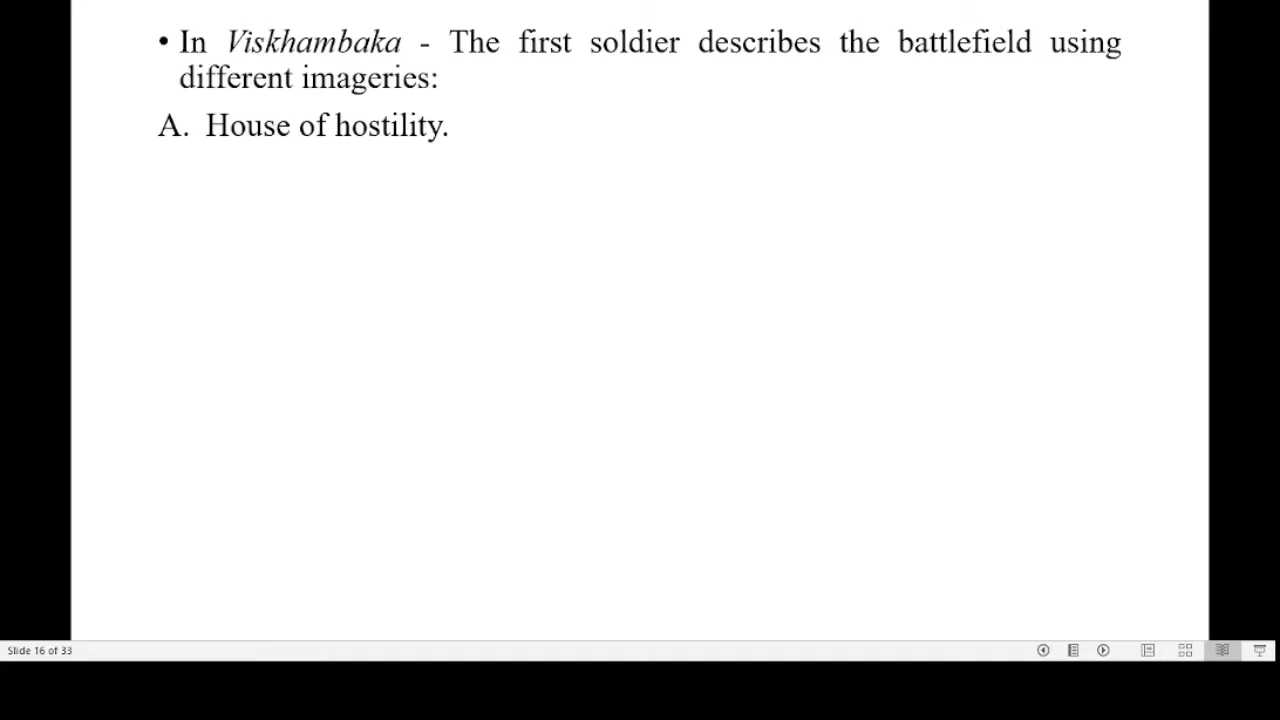 • In Viskhambaka - The first soldier describes the battlefield using
different imageries:
A. House of hostility.
Slide 16 of 33